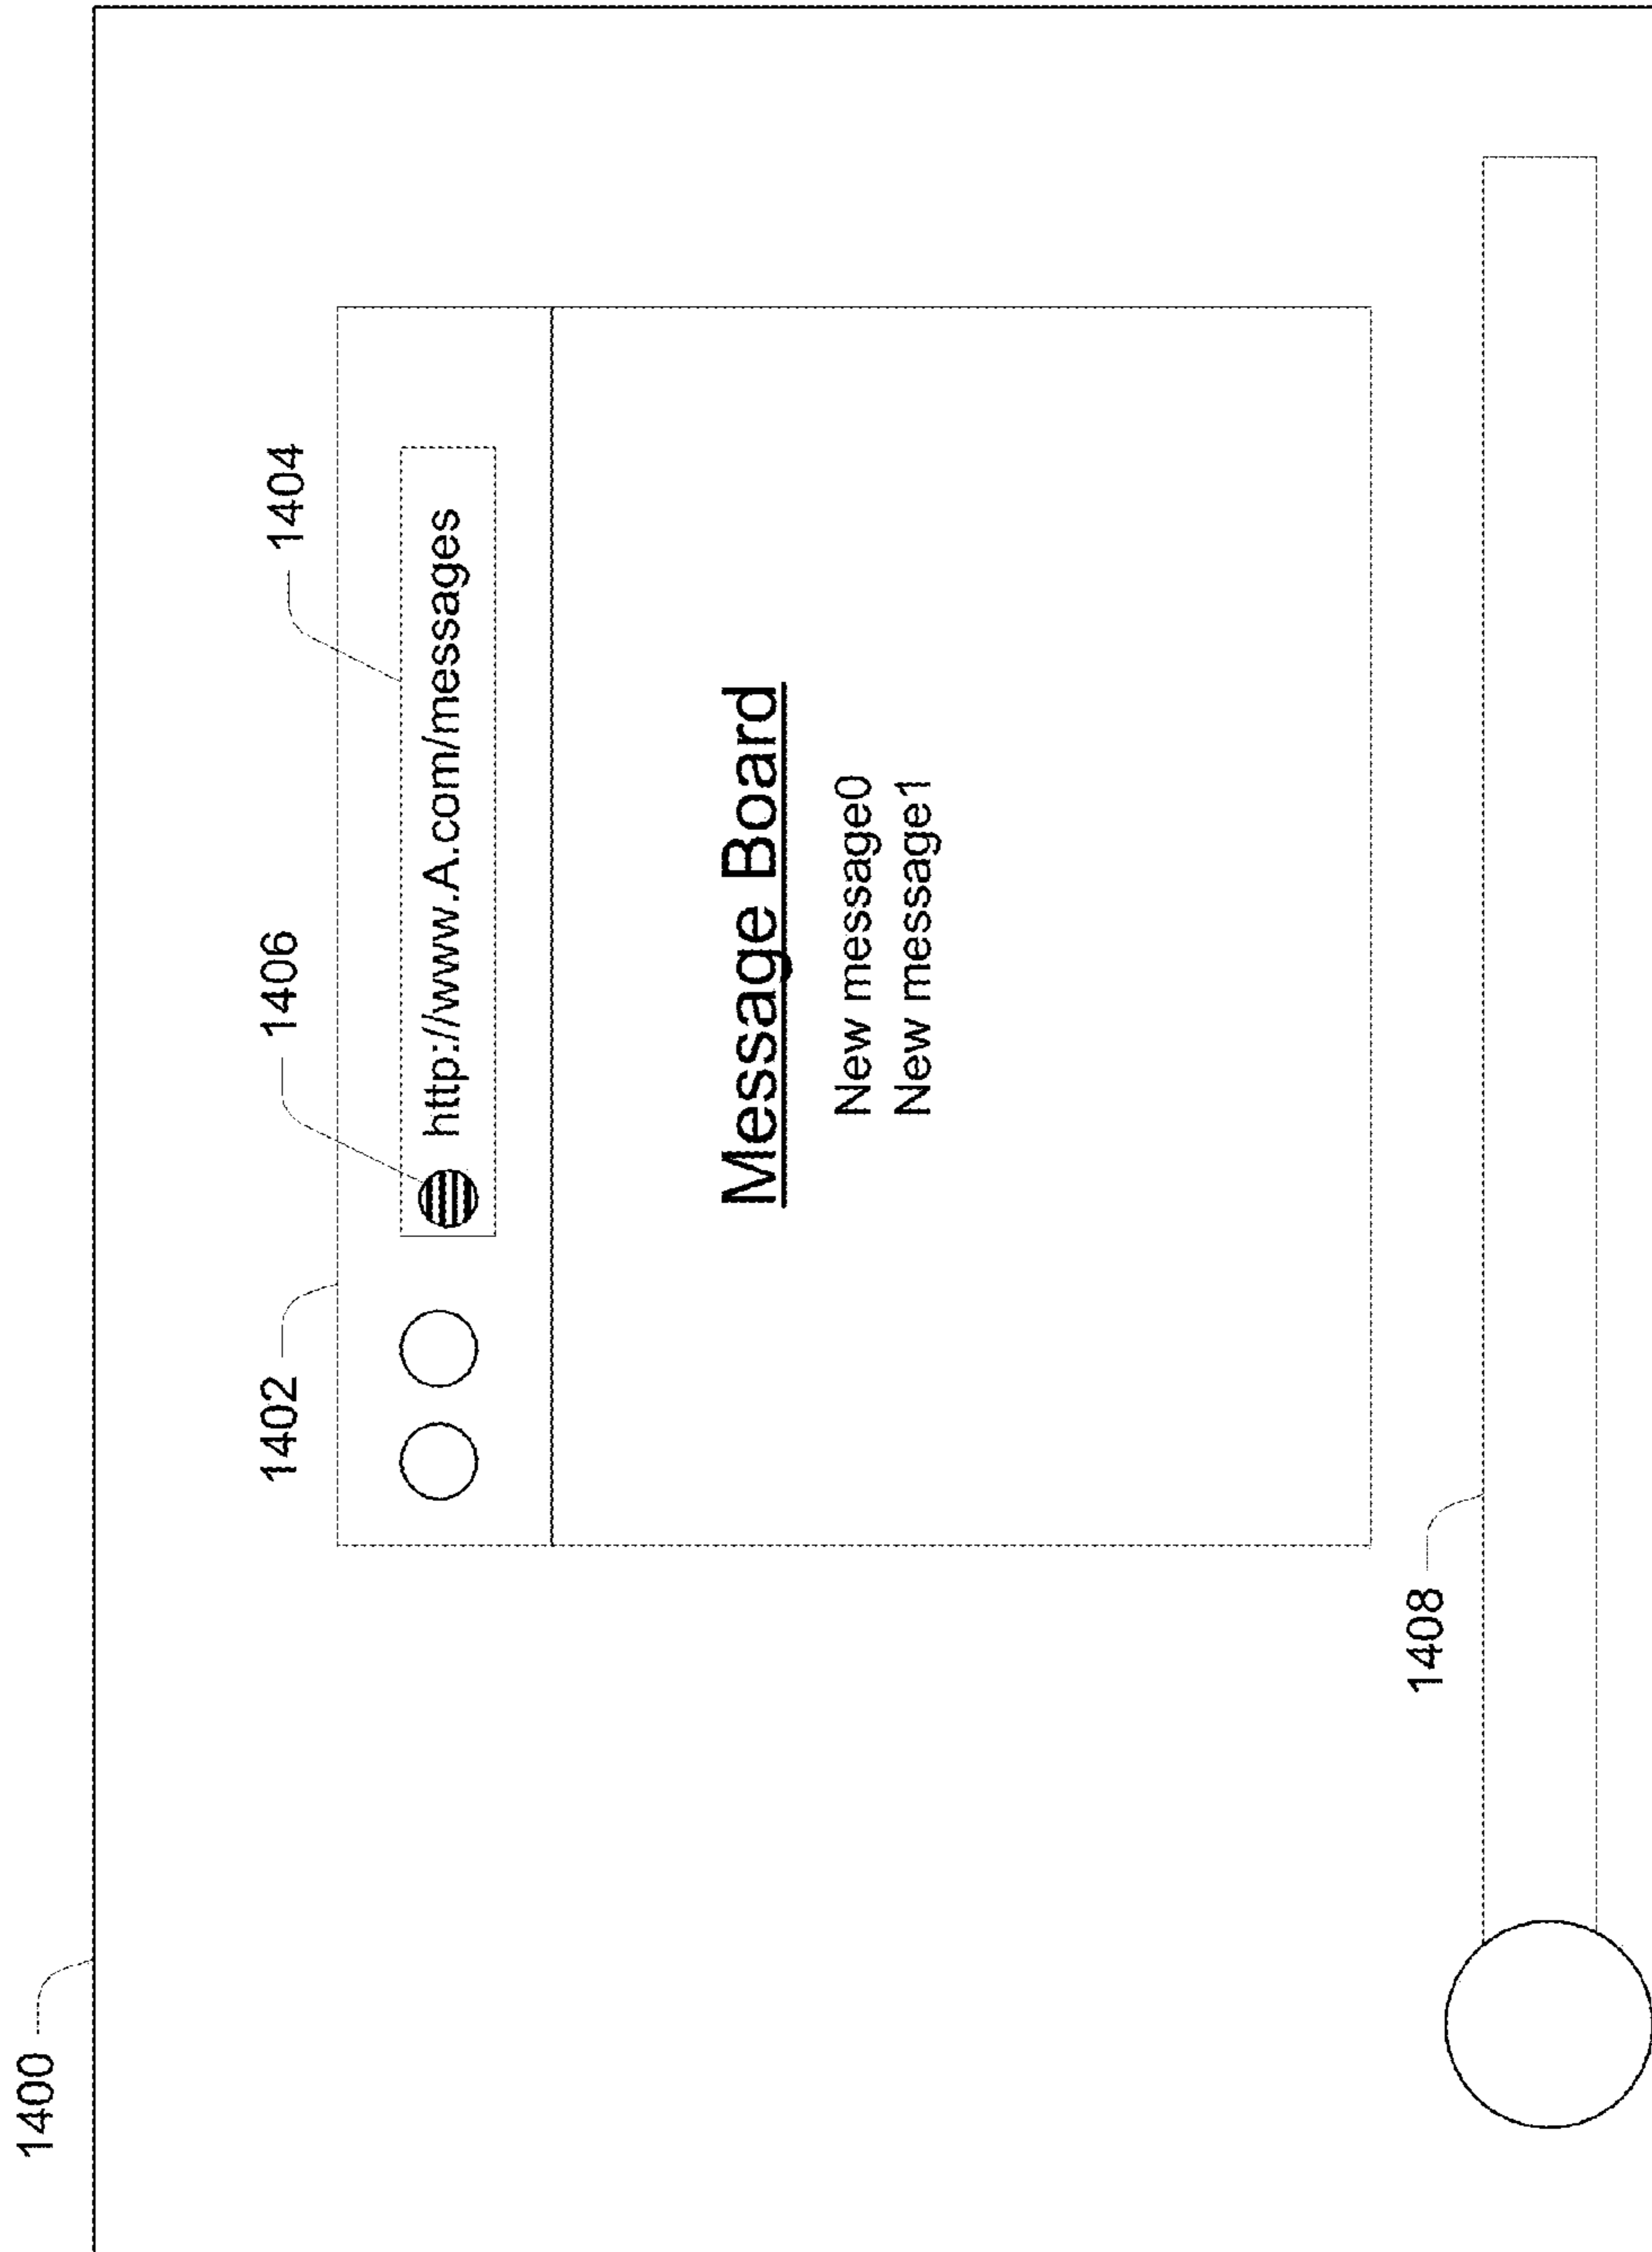 1400
1402
1406
1404
http://www.A.com/messages
Message Board
New message0
New message1
1408